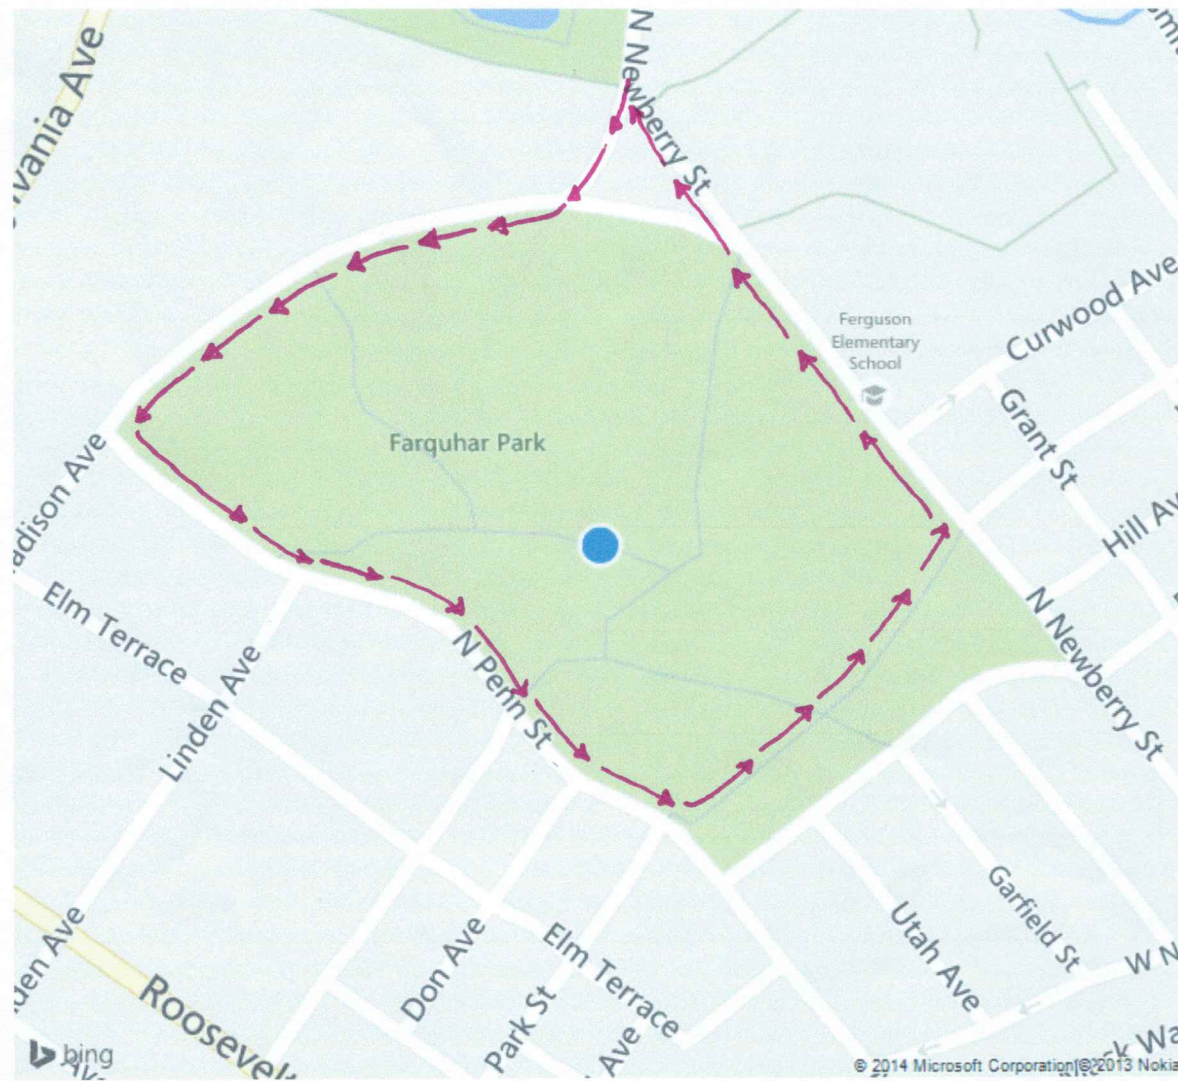 N Newberry St
lvania Ave
Ferguson
Elementary
School
Curwood Ave
Grant St
Farquhar Park
adison Ave
Hill Av
Elm Terrace
N Newberry St
N Penn St
Linden Ave
Garfield St
Utah Ave
W N
den Ave
Elm Terrace
Don Ave
Roosevel
Park St
Ave
bing
© 2014 Microsoft Corporation © 2013 Nokia